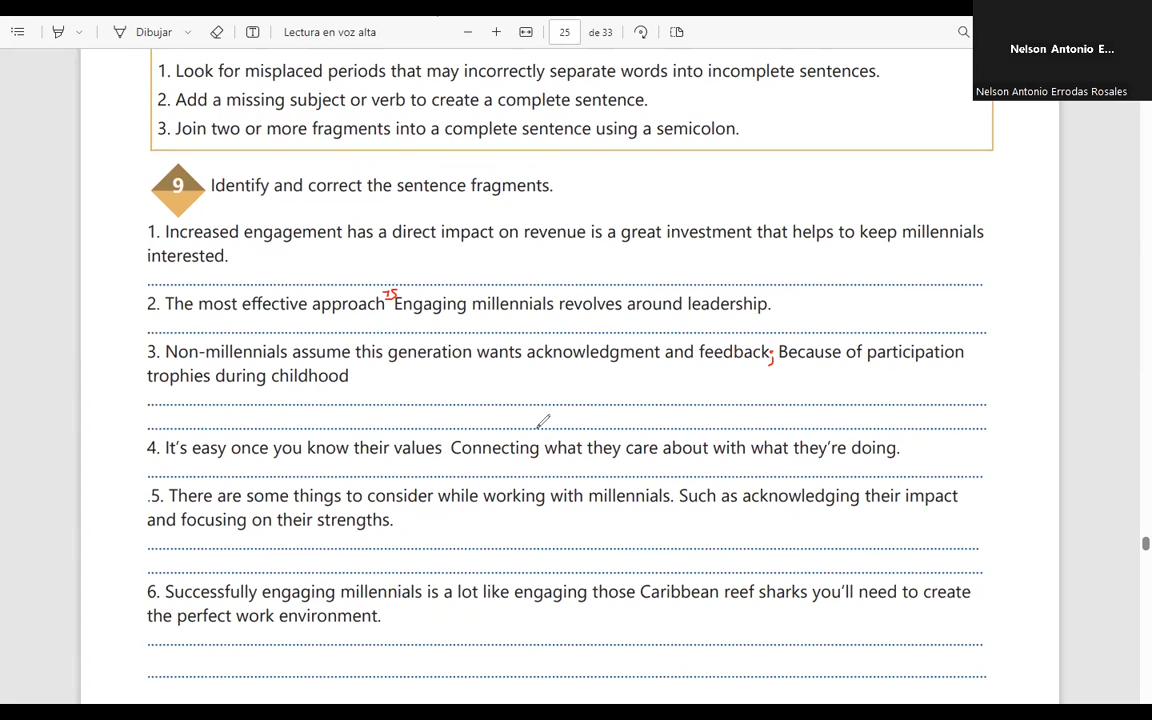 Dibujar
Lectura en voz alta
25 de 33
Nelson Antonio E...
Nelson Antonio Errodas Rosales
1. Look for misplaced periods that may incorrectly separate words into incomplete sentences.
2. Add a missing subject or verb to create a complete sentence.
3. Join two or more fragments into a complete sentence using a semicolon.
9 Identify and correct the sentence fragments.
1. Increased engagement has a direct impact on revenue is a great investment that helps to keep millennials
interested.
2. The most effective approach is Engaging millennials revolves around leadership.
3. Non-millennials assume this generation wants acknowledgment and feedback; Because of participation
trophies during childhood
4. It's easy once you know their values Connecting what they care about with what they're doing.
.5. There are some things to consider while working with millennials. Such as acknowledging their impact
and focusing on their strengths.
6. Successfully engaging millennials is a lot like engaging those Caribbean reef sharks you'll need to create
the perfect work environment.